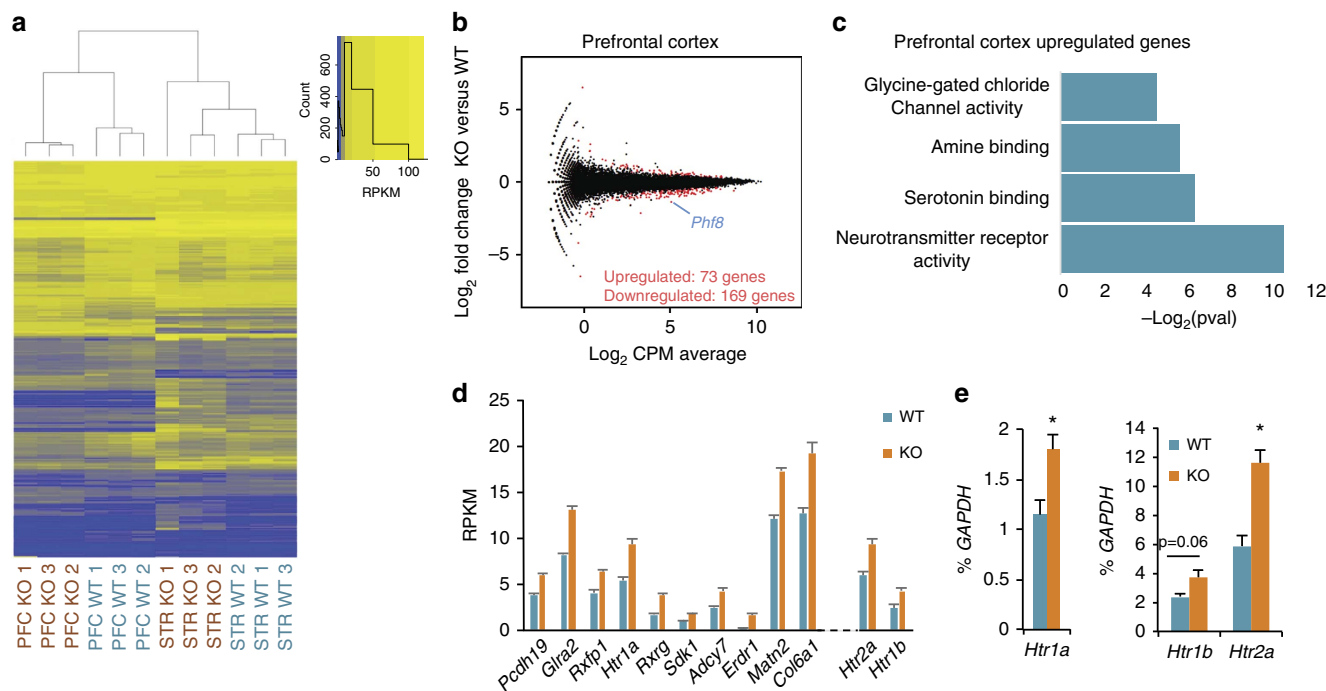 a
Count
600
400
200
0
50
100
RPKM
PFC KO 1
PFC KO 3
PFC KO 2
PFC WT 1
PFC WT 3
PFC WT 2
STR KO 1
STR KO 3
STR KO 2
STR WT 2
STR WT 1
STR WT 3
b
Prefrontal cortex
Log2 fold change KO versus WT
5
0
−5
Phf8
Upregulated: 73 genes
Downregulated: 169 genes
0
5
10
Log2 CPM average
c
Prefrontal cortex upregulated genes
Glycine-gated chloride
Channel activity
Amine binding
Serotonin binding
Neurotransmitter receptor
activity
0 2 4 6 8 10 12
−Log2(pval)
d
RPKM
25
20
15
10
5
0
WT
KO
Pcdh19
Glra2
Rxfp1
Htr1a
Rxrg
Sdk1
Adcy7
Erdr1
Matn2
Col6a1
Htr2a
Htr1b
e
% GAPDH
2
1.5
1
0.5
0
*
Htr1a
% GAPDH
14
12
10
8
6
4
2
0
WT
KO
*
p=0.06
Htr1b Htr2a